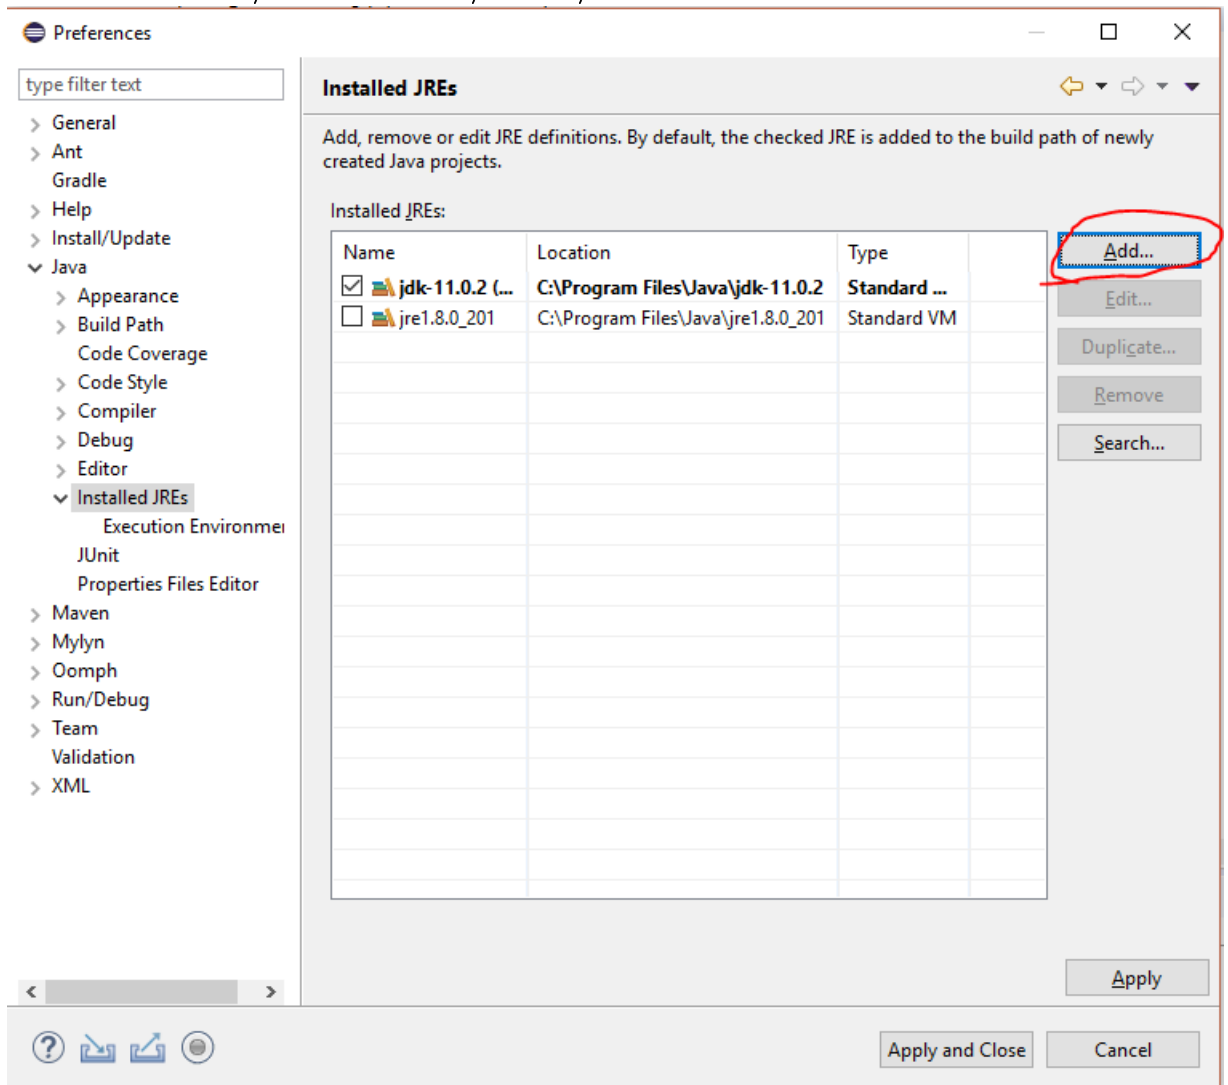 Preferences
type filter text
Installed JREs
General
Ant
Gradle
Help
Install/Update
Java
Appearance
Build Path
Code Coverage
Code Style
Compiler
Debug
Editor
Installed JREs
Execution Environmer
JUnit
Properties Files Editor
Maven
Mylyn
Oomph
Run/Debug
Team
Validation
XML
Add, remove or edit JRE definitions. By default, the checked JRE is added to the build path of newly
created Java projects.
Installed JREs:
Name Location Type
jdk-11.0.2 (... C:\Program Files\Java\jdk-11.0.2 Standard ...
jre1.8.0_201 C:\Program Files\Java\jre1.8.0_201 Standard VM
Add...
Edit...
Duplicate...
Remove
Search...
Apply
Apply and Close Cancel